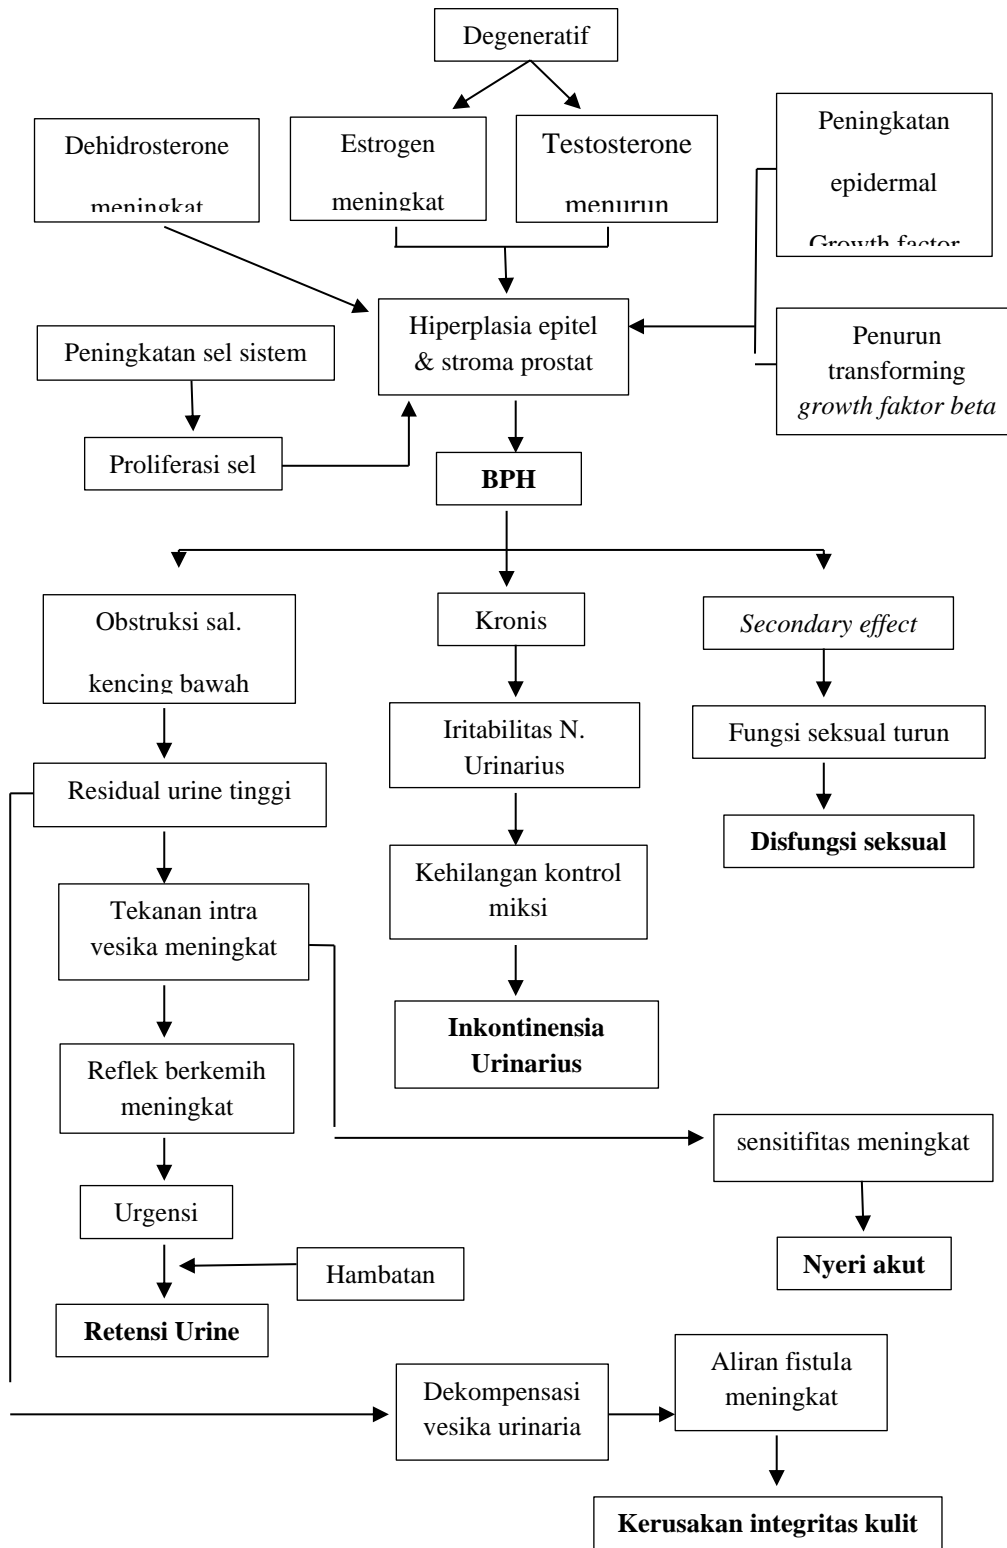 Degeneratif
Dehidrosterone
meningkat
Estrogen
meningkat
Testosterone
menurun
Peningkatan
epidermal
Growth factor
Hiperplasia epitel
& stroma prostat
Peningkatan sel sistem
Penurun
transforming
growth faktor beta
Proliferasi sel
BPH
Obstruksi sal.
kencing bawah
Kronis
Secondary effect
Iritabilitas N.
Urinarius
Fungsi seksual turun
Residual urine tinggi
Disfungsi seksual
Kehilangan kontrol
miksi
Tekanan intra
vesika meningkat
Inkontinensia
Urinarius
Reflek berkemih
meningkat
sensitifitas meningkat
Urgensi
Nyeri akut
Hambatan
Retensi Urine
Aliran fistula
meningkat
Dekompensasi
vesika urinaria
Kerusakan integritas kulit